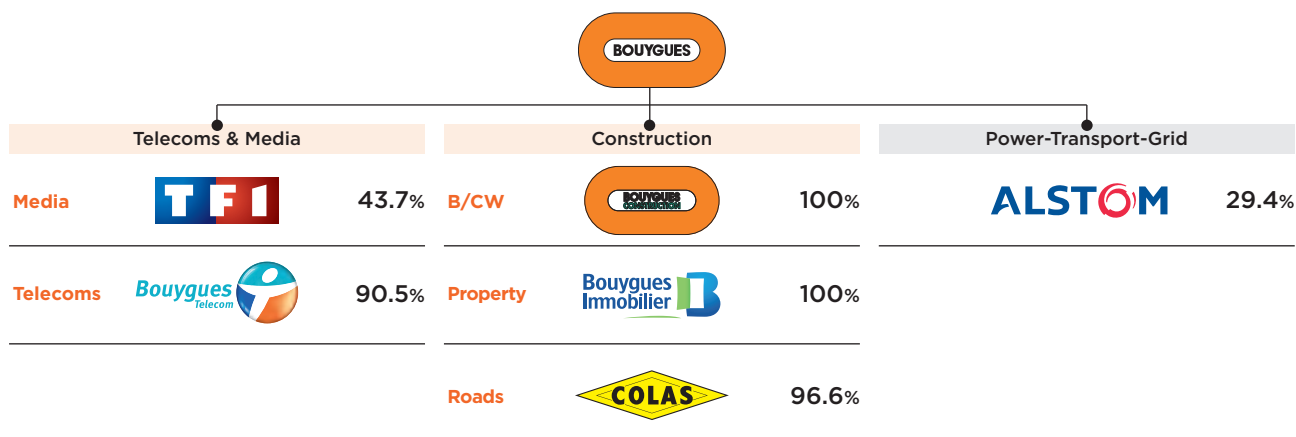 BOUYGUES
Telecoms & Media
Construction
Power-Transport-Grid
Media
TF1
43.7%
B/CW
BOUYGUES
CONSTRUCTION
100%
ALSTOM
29.4%
Telecoms
Bouygues
Telecom
90.5%
Property
Bouygues
Immobilier
100%
Roads
COLAS
96.6%